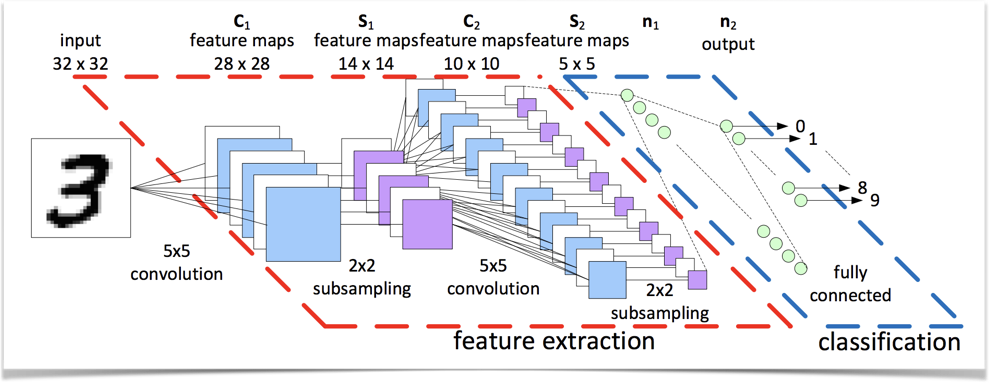 input
32 x 32
C1
feature maps
28 x 28
S1
feature maps
14 x 14
C2
feature maps
10 x 10
S2
feature maps
5 x 5
n1
n2
output
0
1
8
9
5x5
convolution
2x2
subsampling
5x5
convolution
2x2
subsampling
fully
connected
feature extraction
classification